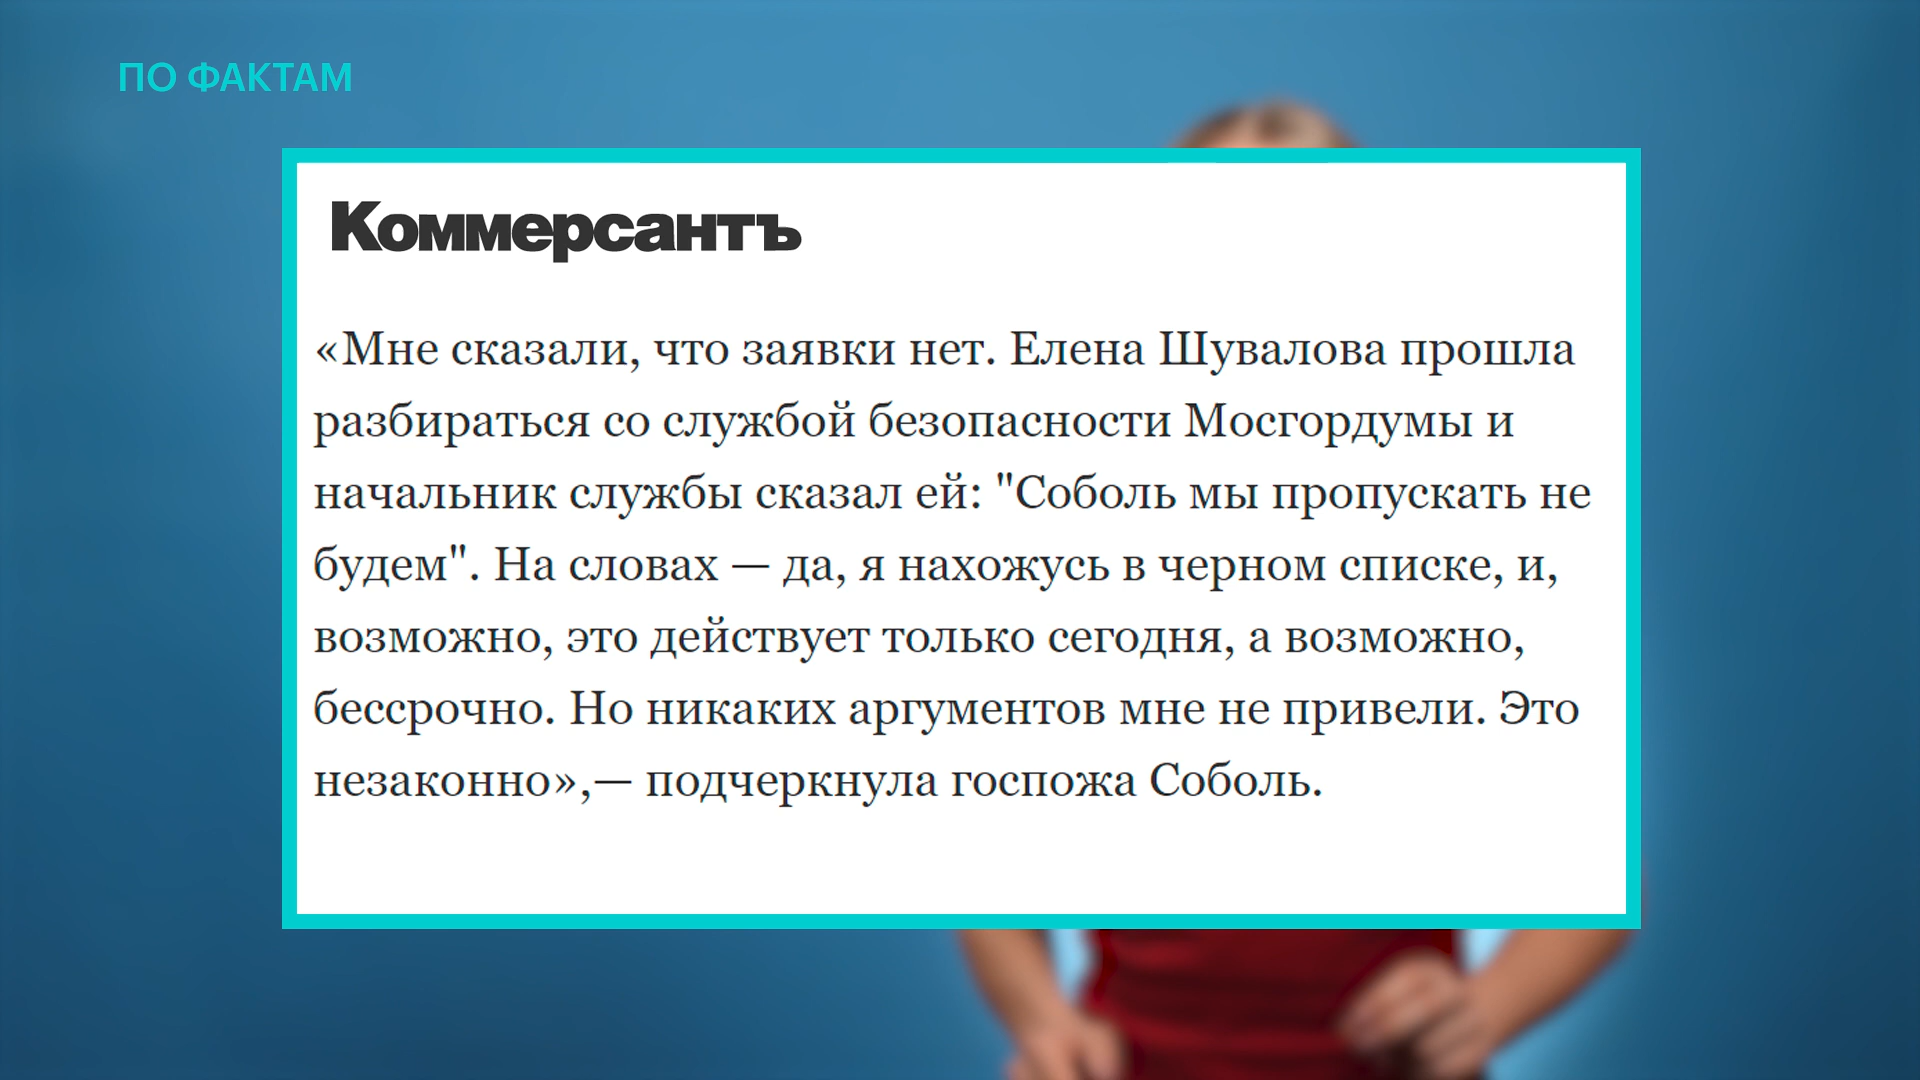 ПО ФАКТАМ
Коммерсантъ
«Мне сказали, что заявки нет. Елена Шувалова прошла
разбираться со службой безопасности Мосгордумы и
начальник службы сказал ей: "Соболь мы пропускать не
будем". На словах — да, я нахожусь в черном списке, и,
возможно, это действует только сегодня, а возможно,
бессрочно. Но никаких аргументов мне не привели. Это
незаконно»,— подчеркнула госпожа Соболь.